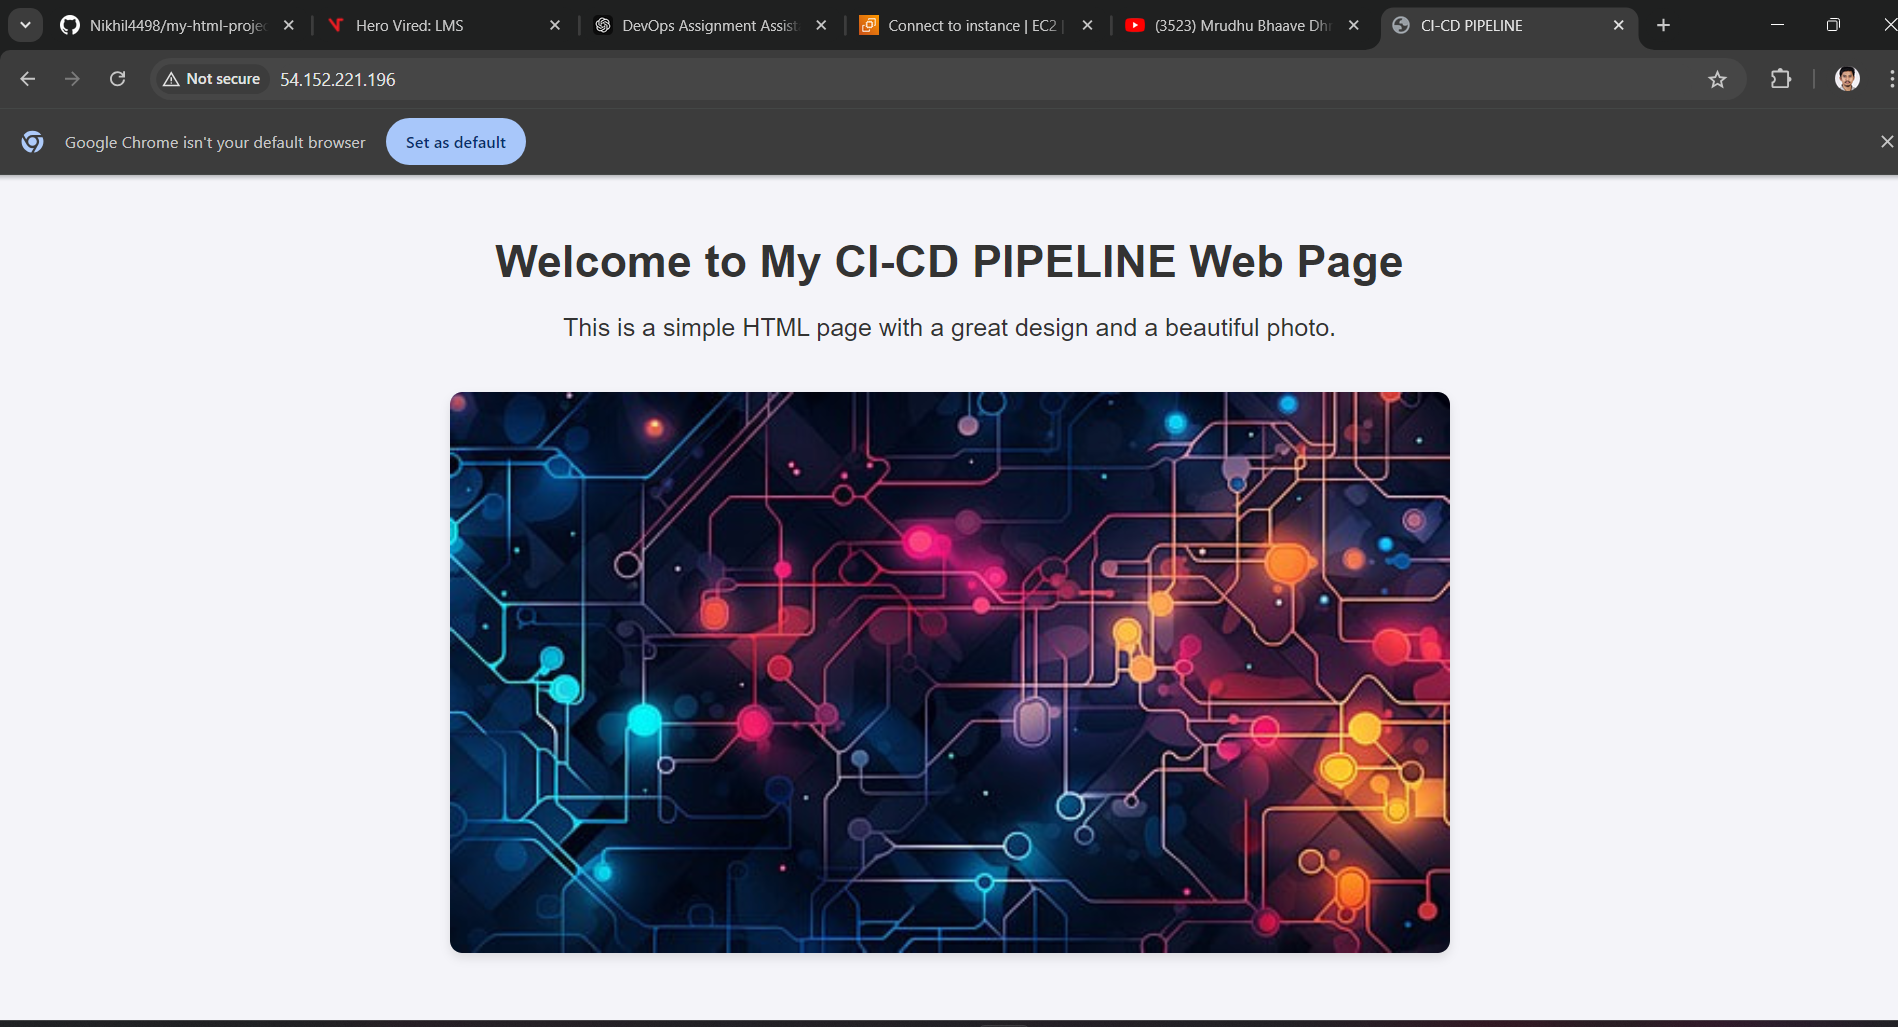 Nikhil4498/my-html-projec
Hero Vired: LMS
DevOps Assignment Assista
Connect to instance | EC2 |
(3523) Mrudhu Bhaave Dhr
CI-CD PIPELINE
Not secure
54.152.221.196
Google Chrome isn't your default browser
Set as default
Welcome to My CI-CD PIPELINE Web Page
This is a simple HTML page with a great design and a beautiful photo.